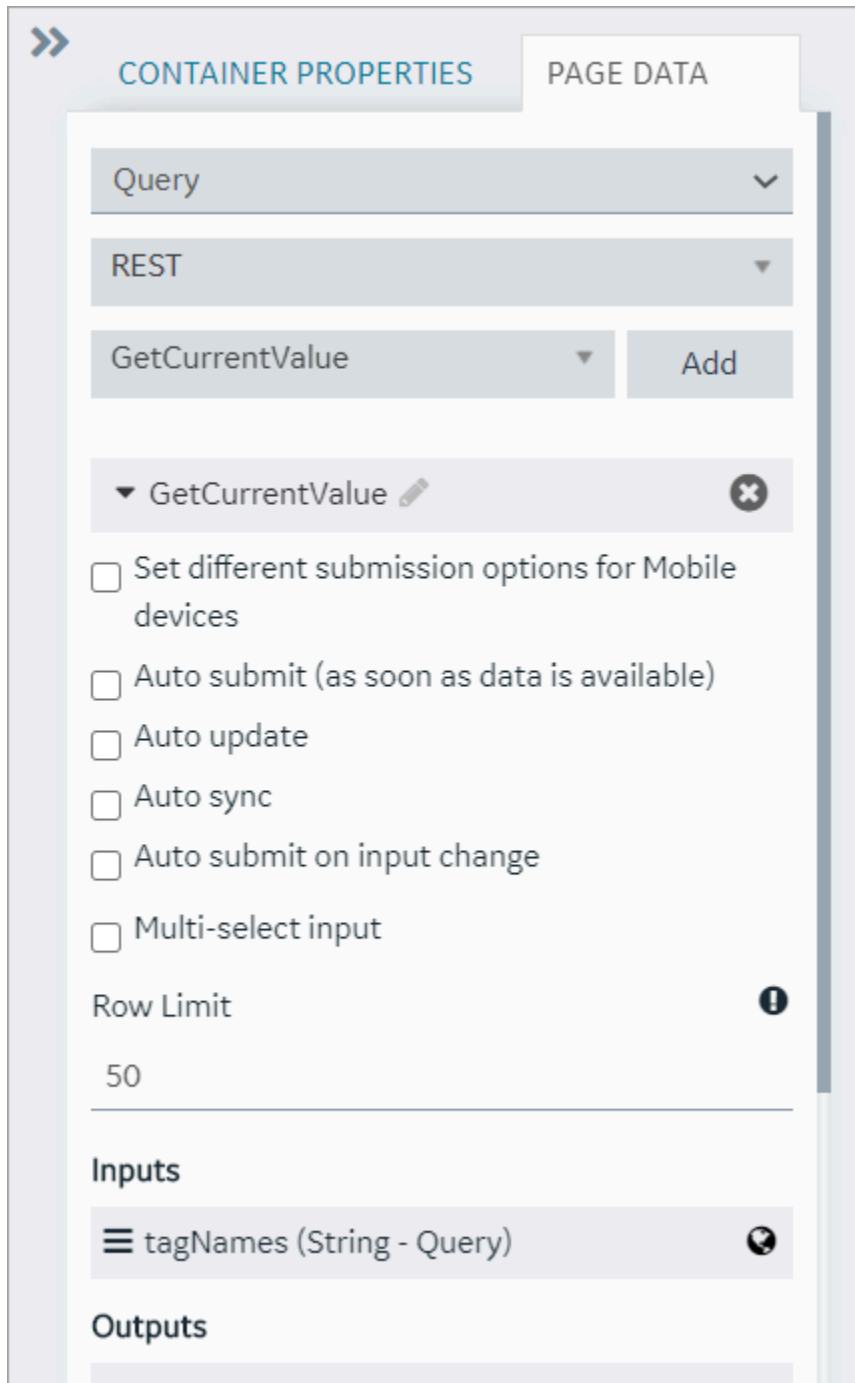 CONTAINER PROPERTIES
PAGE DATA
Query
REST
GetCurrentValue
Add
GetCurrentValue
Set different submission options for Mobile
devices
Auto submit (as soon as data is available)
Auto update
Auto sync
Auto submit on input change
Multi-select input
Row Limit
50
Inputs
tagNames (String - Query)
Outputs